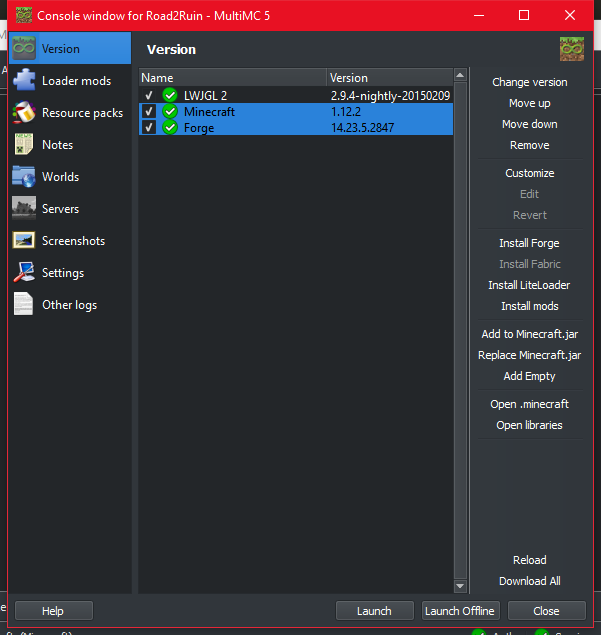 Console window for Road2Ruin - MultiMC 5
Version
Loader mods
Resource packs
Notes
Worlds
Servers
Screenshots
Settings
Other logs
Version
Name Version
LWJGL 2 2.9.4-nightly-20150209
Minecraft 1.12.2
Forge 14.23.5.2847
Change version
Move up
Move down
Remove
Customize
Edit
Revert
Install Forge
Install Fabric
Install LiteLoader
Install mods
Add to Minecraft.jar
Replace Minecraft.jar
Add Empty
Open .minecraft
Open libraries
Reload
Download All
Help Launch Launch Offline Close